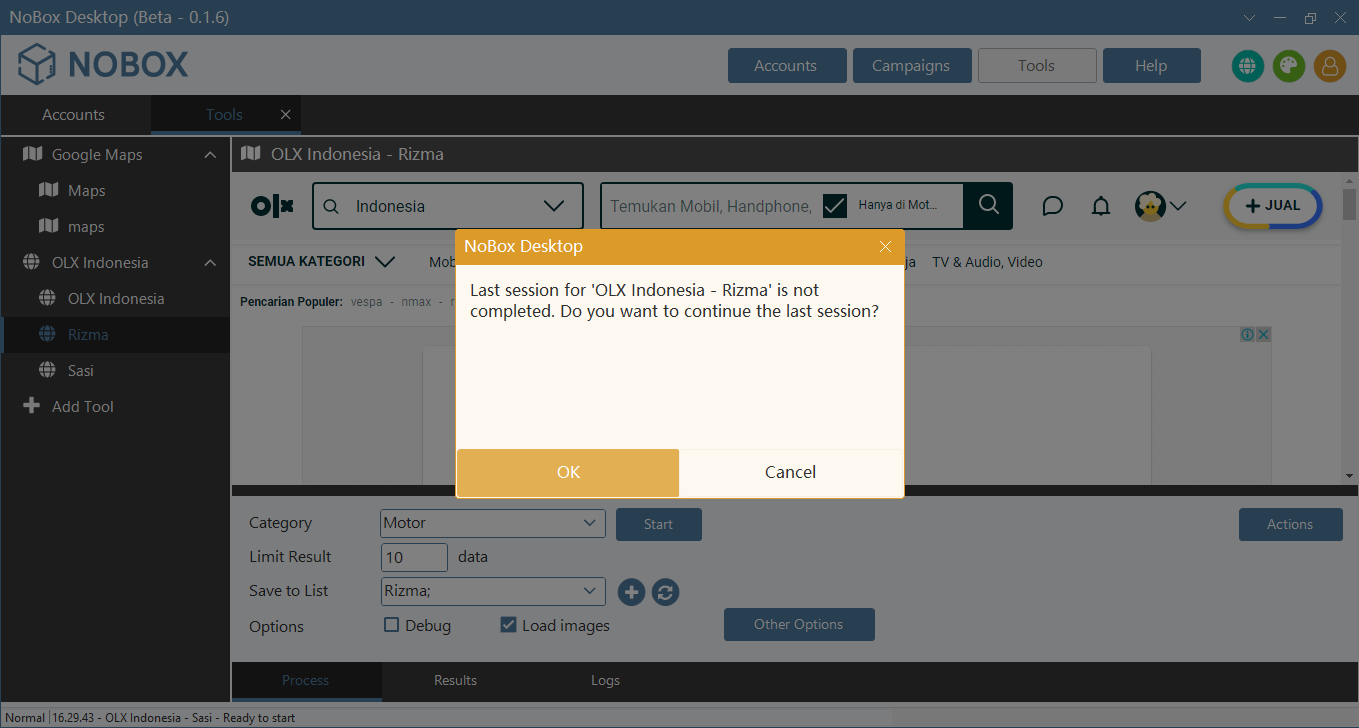 NoBox Desktop (Beta - 0.1.6)
NOBOX
Accounts
Campaigns
Tools
Help
Accounts
Tools
Google Maps
Maps
maps
OLX Indonesia
OLX Indonesia
Rizma
Sasi
Add Tool
OLX Indonesia - Rizma
olx
Indonesia
Temukan Mobil, Handphone,
Hanya di Mot...
JUAL
SEMUA KATEGORI
Mob
ja
TV & Audio, Video
Pencarian Populer: vespa - nmax - r
NoBox Desktop
Last session for 'OLX Indonesia - Rizma' is not
completed. Do you want to continue the last session?
OK
Cancel
Category
Motor
Start
Actions
Limit Result
10
data
Save to List
Rizma;
Options
Debug
Load images
Other Options
Process
Results
Logs
Normal
16.29.43 - OLX Indonesia - Sasi - Ready to start